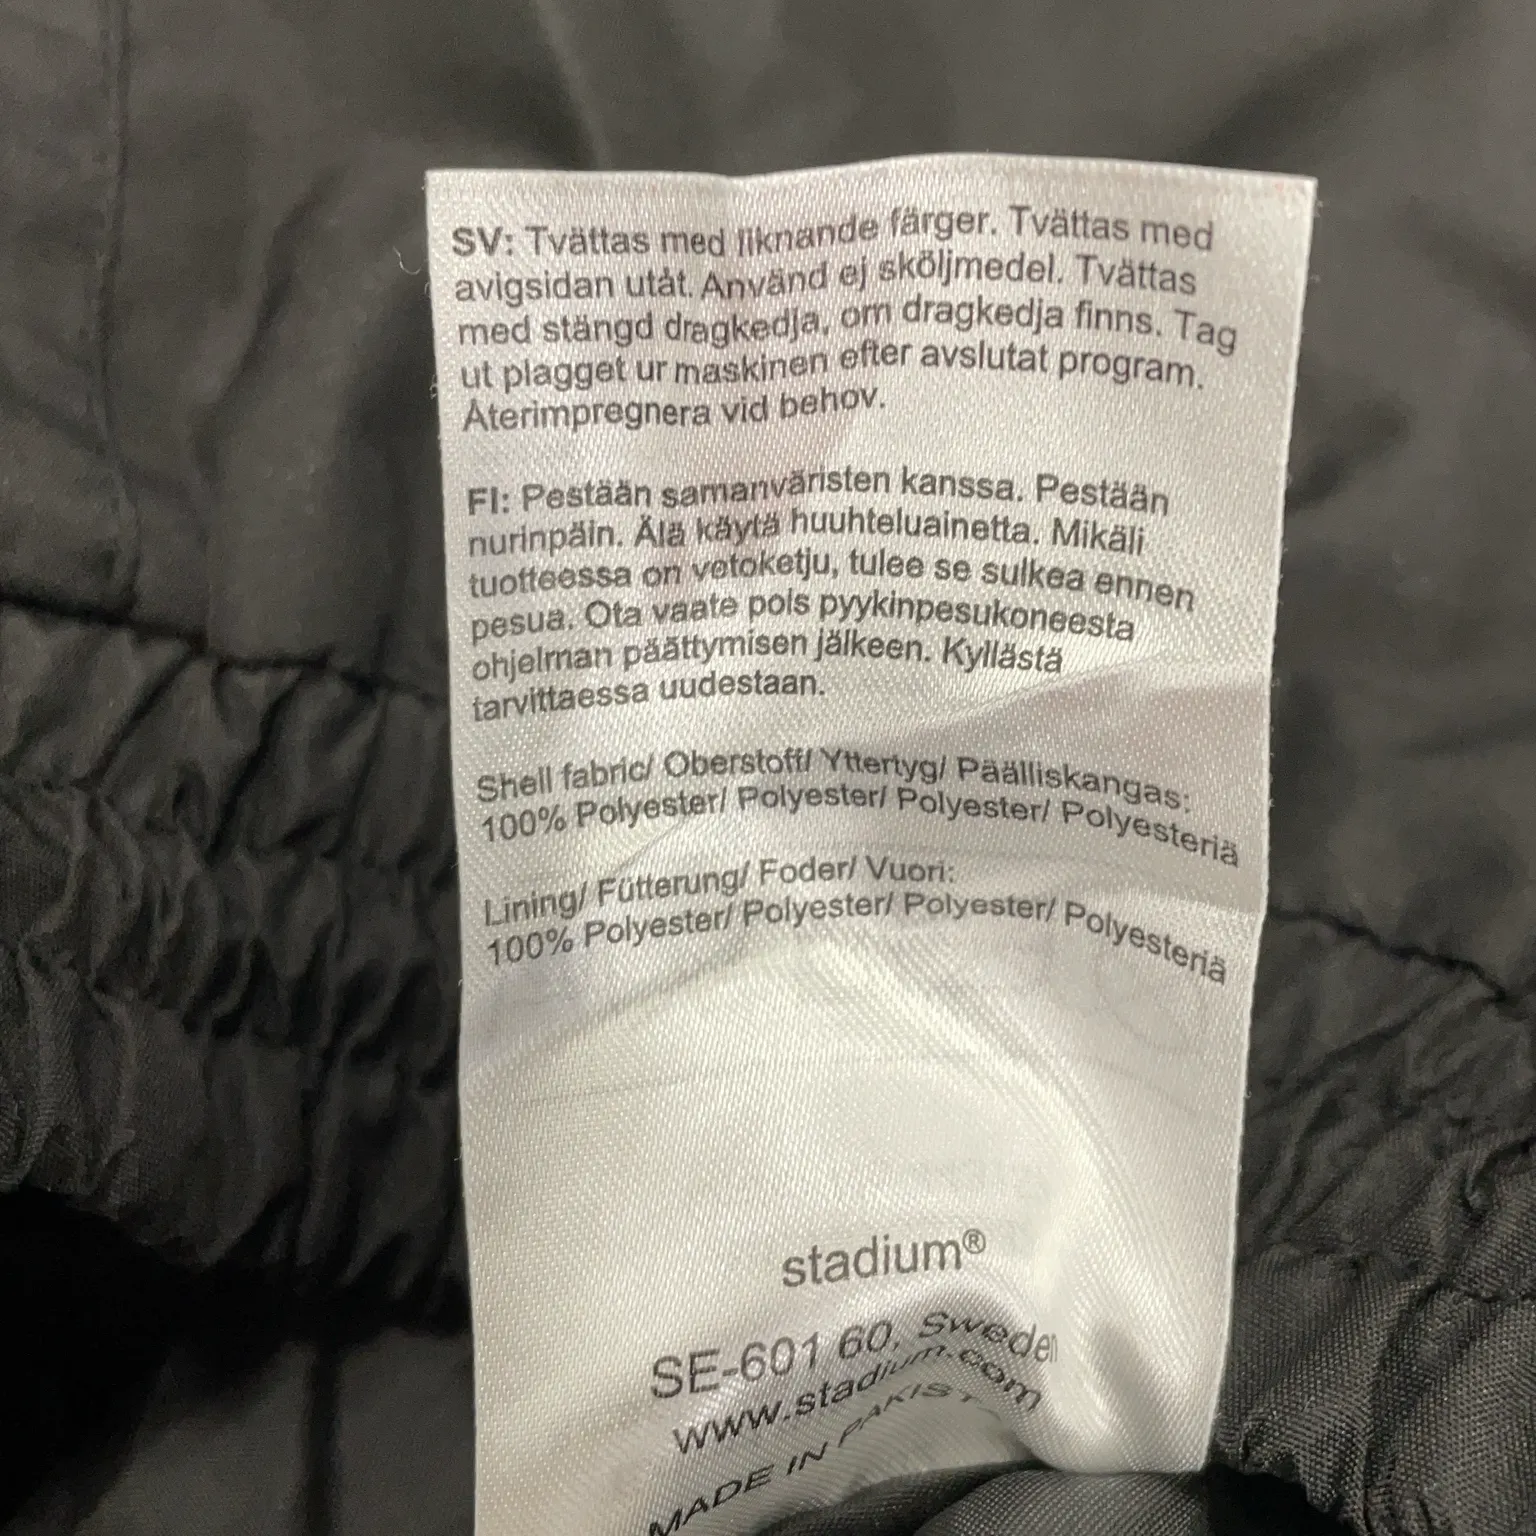 SV: Tvättas med liknande färger. Tvättas med
avigsidan utåt. Använd ej sköljmedel. Tvättas
med stängd dragkedja, om dragkedja finns. Tag
ut plagget ur maskinen efter avslutat program.
Återimpregnera vid behov.
FI: Pestään samanväristen kanssa. Pestään
nurinpäin. Älä käytä huuhteluainetta. Mikäli
tuotteessa on vetoketju, tulee se sulkea ennen
pesua. Ota vaate pois pyykinpesukoneesta
ohjelman päättymisen jälkeen. Kyllästä
tarvittaessa uudestaan.
Shell fabric/ Oberstoff/ Yttertyg/ Päälliskangas:
100% Polyester/ Polyester/ Polyester/ Polyesteriä
Lining/ Fütterung/ Foder/ Vuori:
100% Polyester/ Polyester/ Polyester/ Polyesteriä
stadium®
SE-601 60, Sweden
www.stadium.com
MADE IN